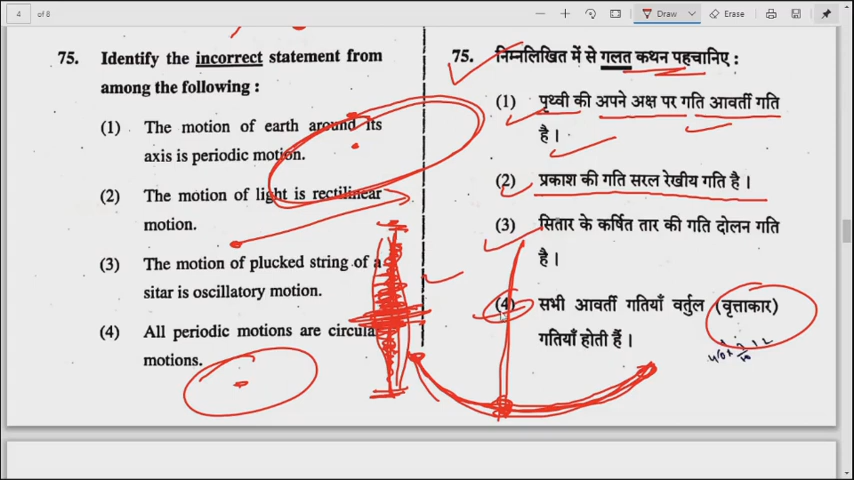 4 of 8
Draw
Erase
75. Identify the incorrect statement from
among the following :
(1) The motion of earth around its
axis is periodic motion.
(2) The motion of light is rectilinear
motion.
(3) The motion of plucked string of a
sitar is oscillatory motion.
(4) All periodic motions are circular
motions.
75. निम्नलिखित में से गलत कथन पहचानिए :
(1) पृथ्वी की अपने अक्ष पर गति आवर्ती गति
है।
(2) प्रकाश की गति सरल रेखीय गति है।
(3) सितार के कर्षित तार की गति दोलन गति
है।
(4) सभी आवर्ती गतियाँ वर्तुल (वृत्ताकार)
गतियाँ होती हैं।